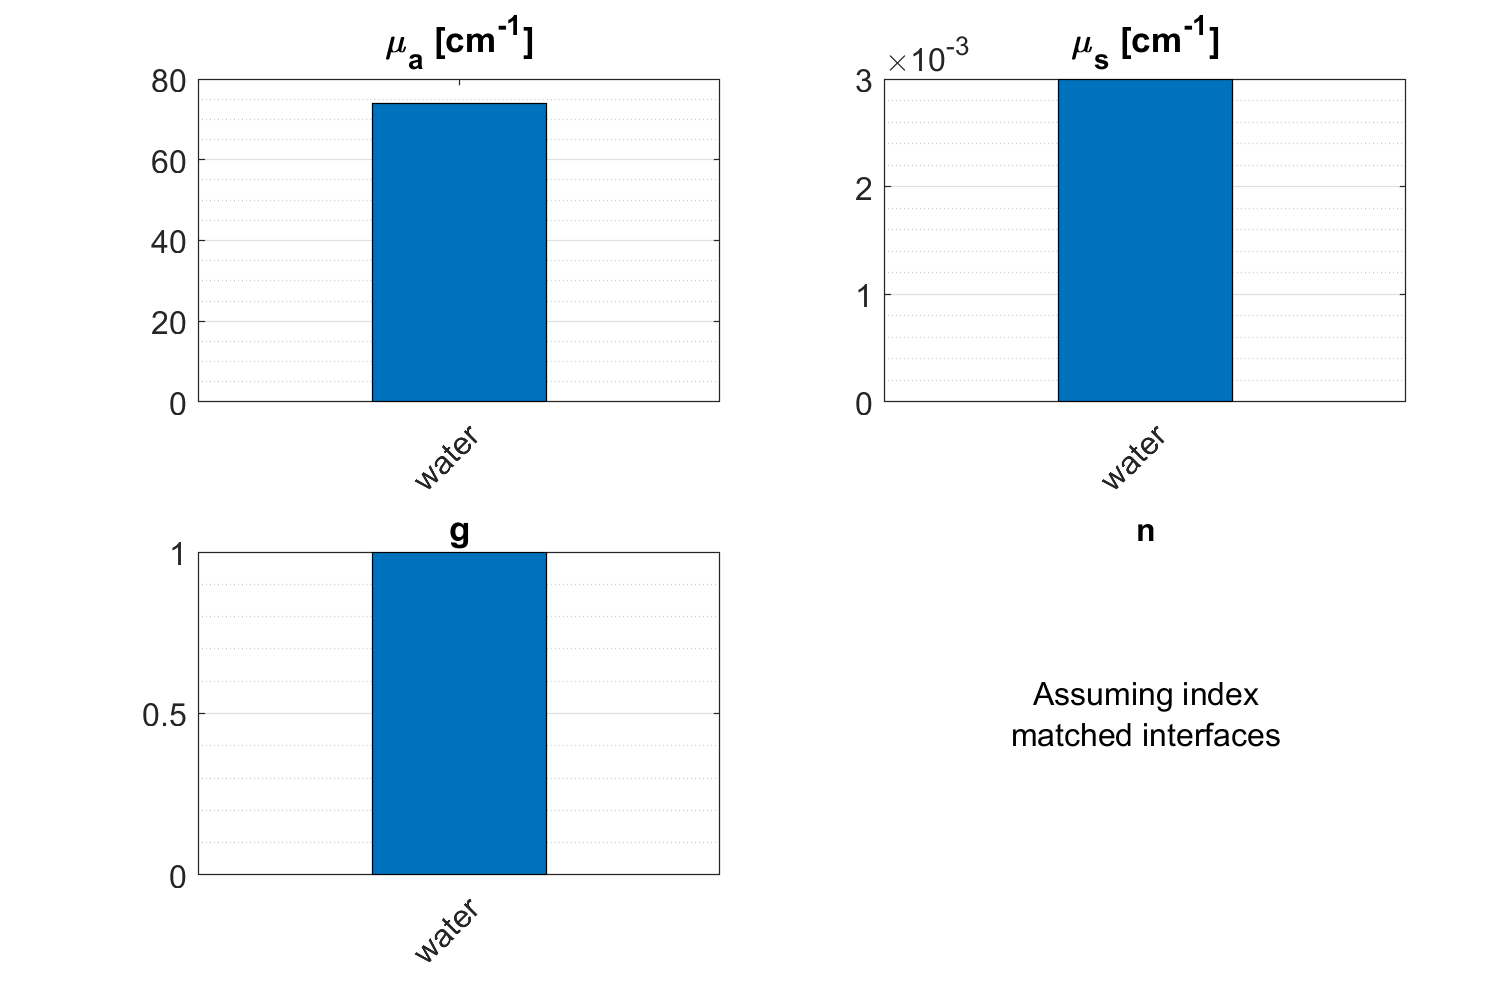 μa [cm-1]
80
60
40
20
0
water
μs [cm-1]
×10-3
3
2
1
0
water
g
1
0.5
0
water
n
Assuming index
matched interfaces